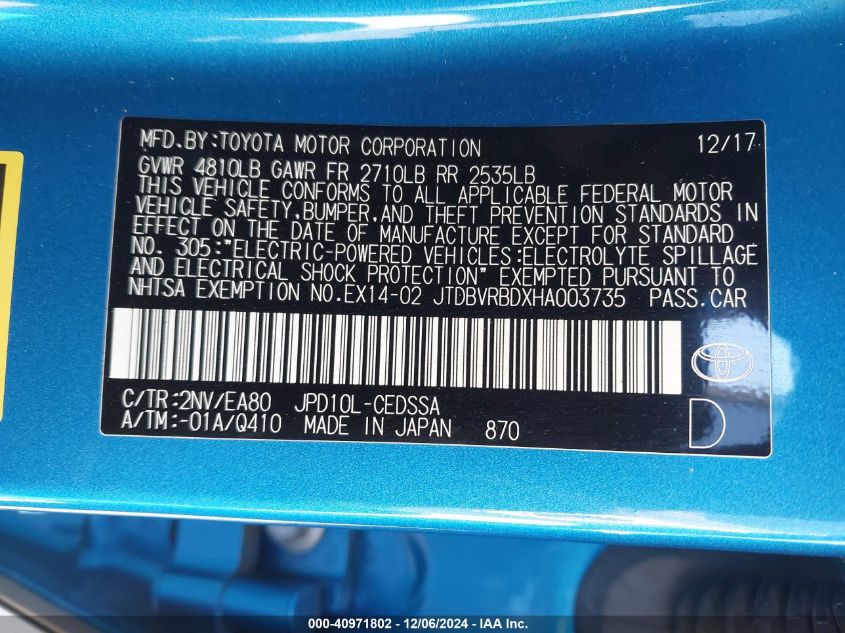 MFD.BY:TOYOTA MOTOR CORPORATION 12/17
GVWR 4810LB GAWR FR 2710LB RR 2535LB
THIS VEHICLE CONFORMS TO ALL APPLICABLE FEDERAL MOTOR
VEHICLE SAFETY,BUMPER,AND THEFT PREVENTION STANDARDS IN
EFFECT ON THE DATE OF MANUFACTURE EXCEPT FOR STANDARD
NO. 305:"ELECTRIC-POWERED VEHICLES:ELECTROLYTE SPILLAGE
AND ELECTRICAL SHOCK PROTECTION" EXEMPTED PURSUANT TO
NHTSA EXEMPTION NO.EX14-02 JTDBVRBDXHA003735 PASS.CAR
C/TR:2NV/EA80 JPD10L-CEDSSA
A/TM:-01A/Q410 MADE IN JAPAN 870
D
000-40971802 - 12/06/2024 - IAA Inc.